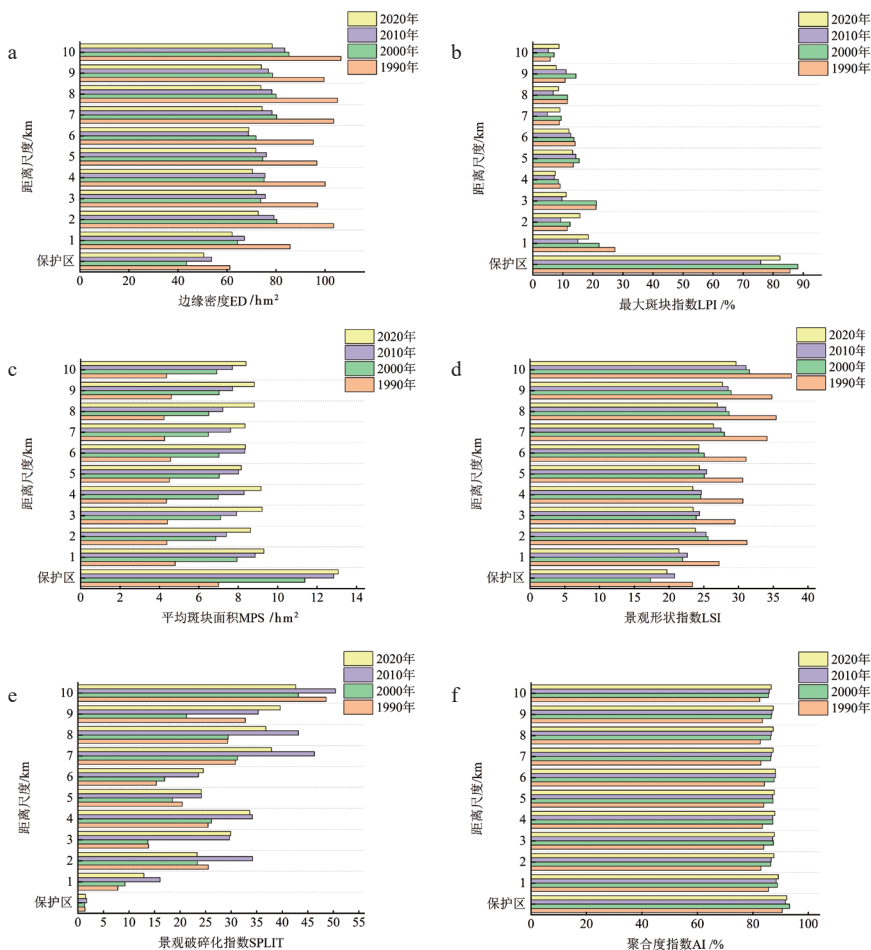 a
2020年
2010年
2000年
1990年
距离尺度/km
10
9
8
7
6
5
4
3
2
1
保护区
0 20 40 60 80 100
边缘密度ED /hm²
b
2020年
2010年
2000年
1990年
距离尺度/km
10
9
8
7
6
5
4
3
2
1
保护区
0 10 20 30 40 50 60 70 80 90
最大斑块指数LPI /%
c
2020年
2010年
2000年
1990年
距离尺度/km
10
9
8
7
6
5
4
3
2
1
保护区
0 2 4 6 8 10 12 14
平均斑块面积MPS /hm²
d
2020年
2010年
2000年
1990年
距离尺度/km
10
9
8
7
6
5
4
3
2
1
保护区
0 5 10 15 20 25 30 35 40
景观形状指数LSI
e
2020年
2010年
2000年
1990年
距离尺度/km
10
9
8
7
6
5
4
3
2
1
保护区
0 5 10 15 20 25 30 35 40 45 50 55
景观破碎化指数SPLIT
f
2020年
2010年
2000年
1990年
距离尺度/km
10
9
8
7
6
5
4
3
2
1
保护区
0 20 40 60 80 100
聚合度指数AI /%